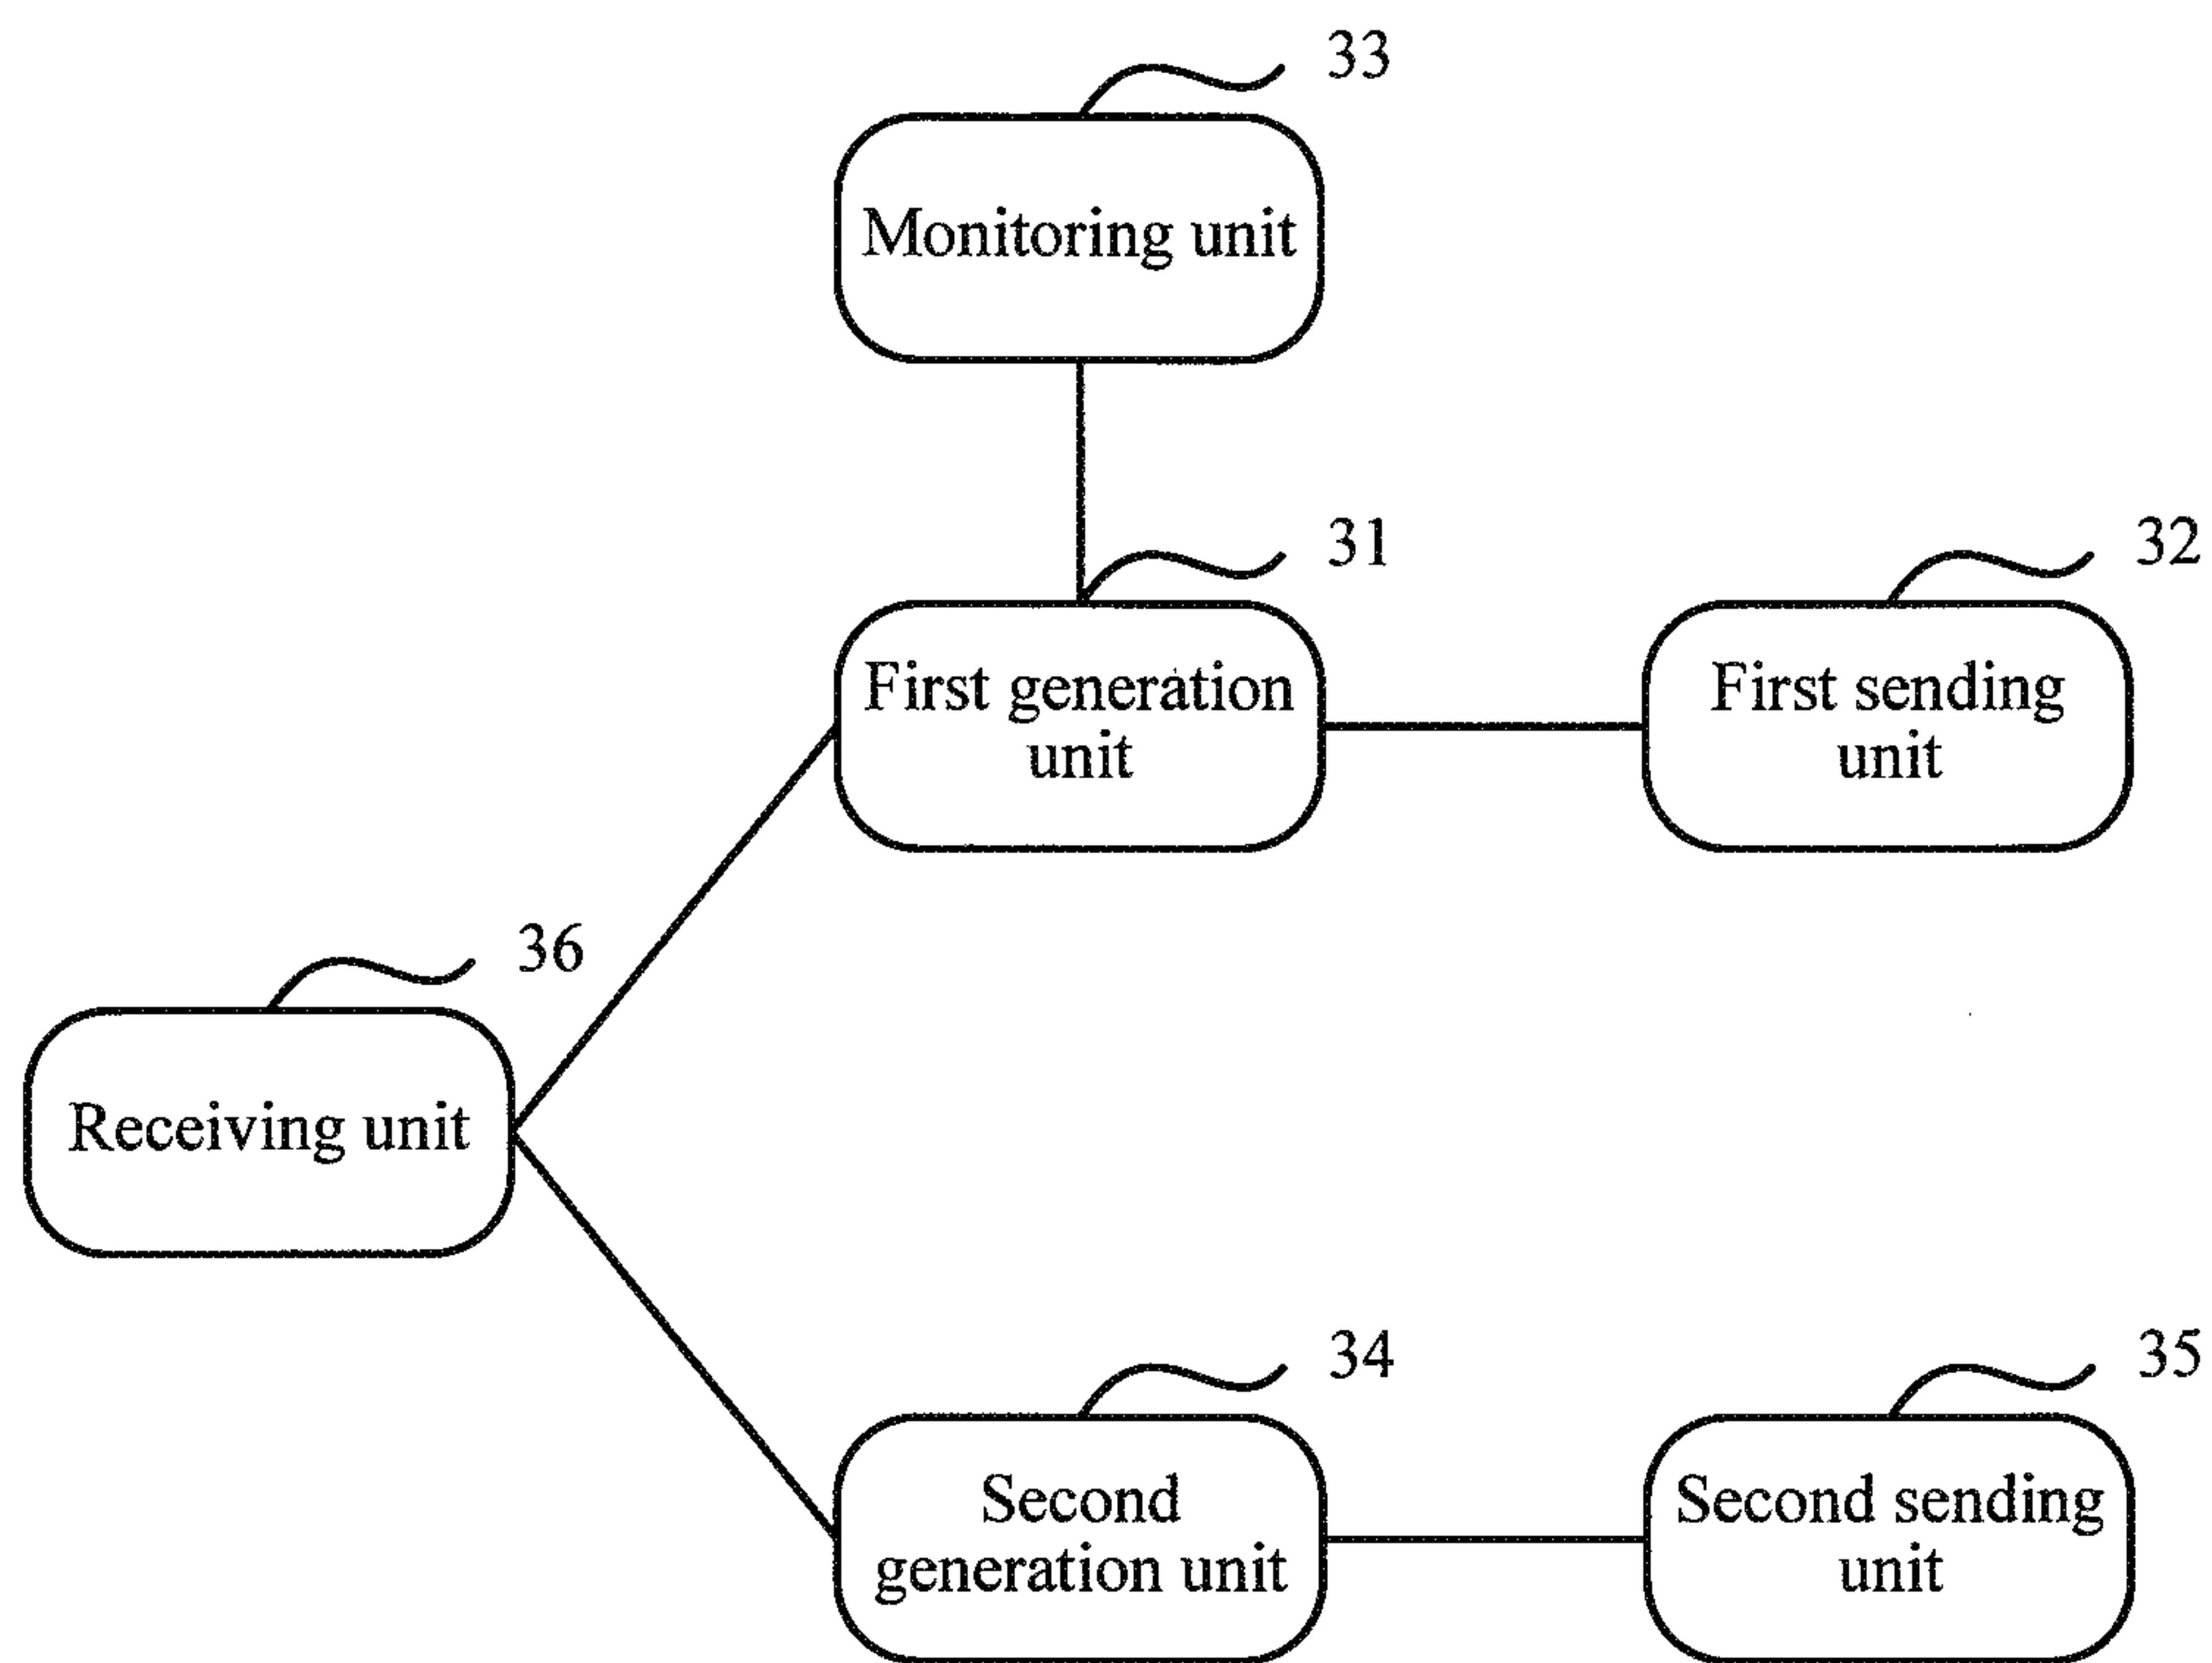 33
Monitoring unit
31
32
First generation
unit
First sending
unit
36
Receiving unit
34
35
Second
generation unit
Second sending
unit